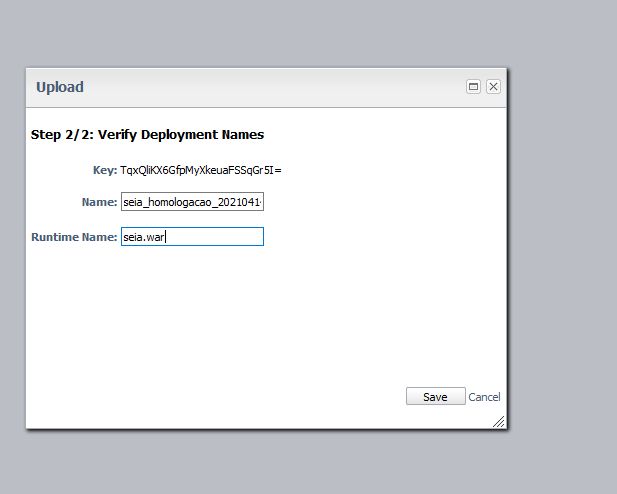 Upload
Step 2/2: Verify Deployment Names
Key: TqxQliKX6GfpMyXkeuaFSSqGr5I=
Name: seia_homologacao_2021041
Runtime Name: seia.war
Save Cancel